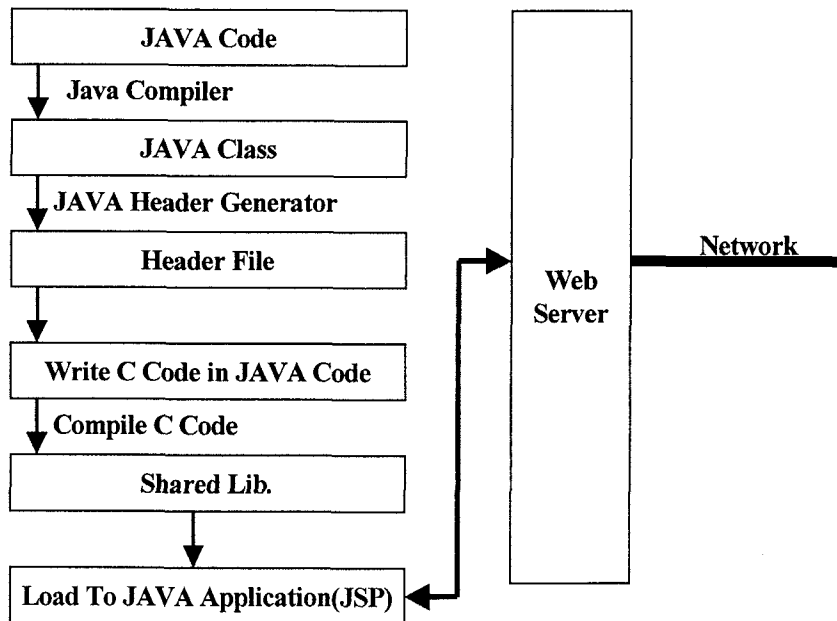 JAVA Code
Java Compiler
JAVA Class
JAVA Header Generator
Header File
Write C Code in JAVA Code
Compile C Code
Shared Lib.
Load To JAVA Application(JSP)
Web
Server
Network